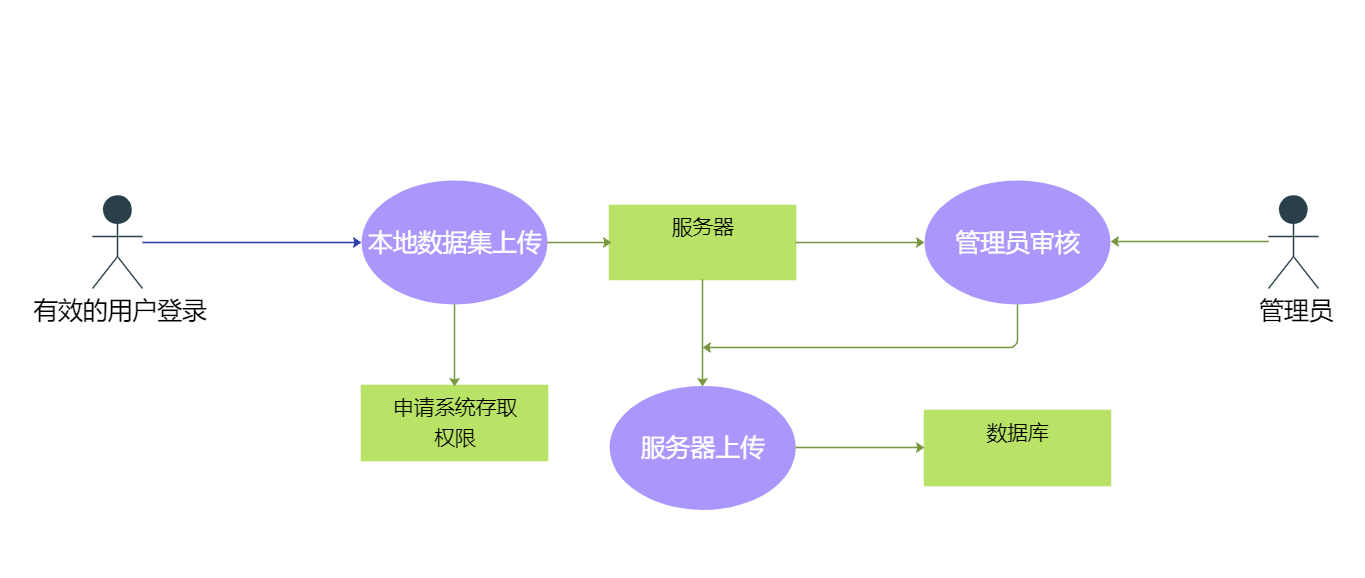 有效的用户登录
本地数据集上传
服务器
管理员审核
管理员
申请系统存取
权限
服务器上传
数据库